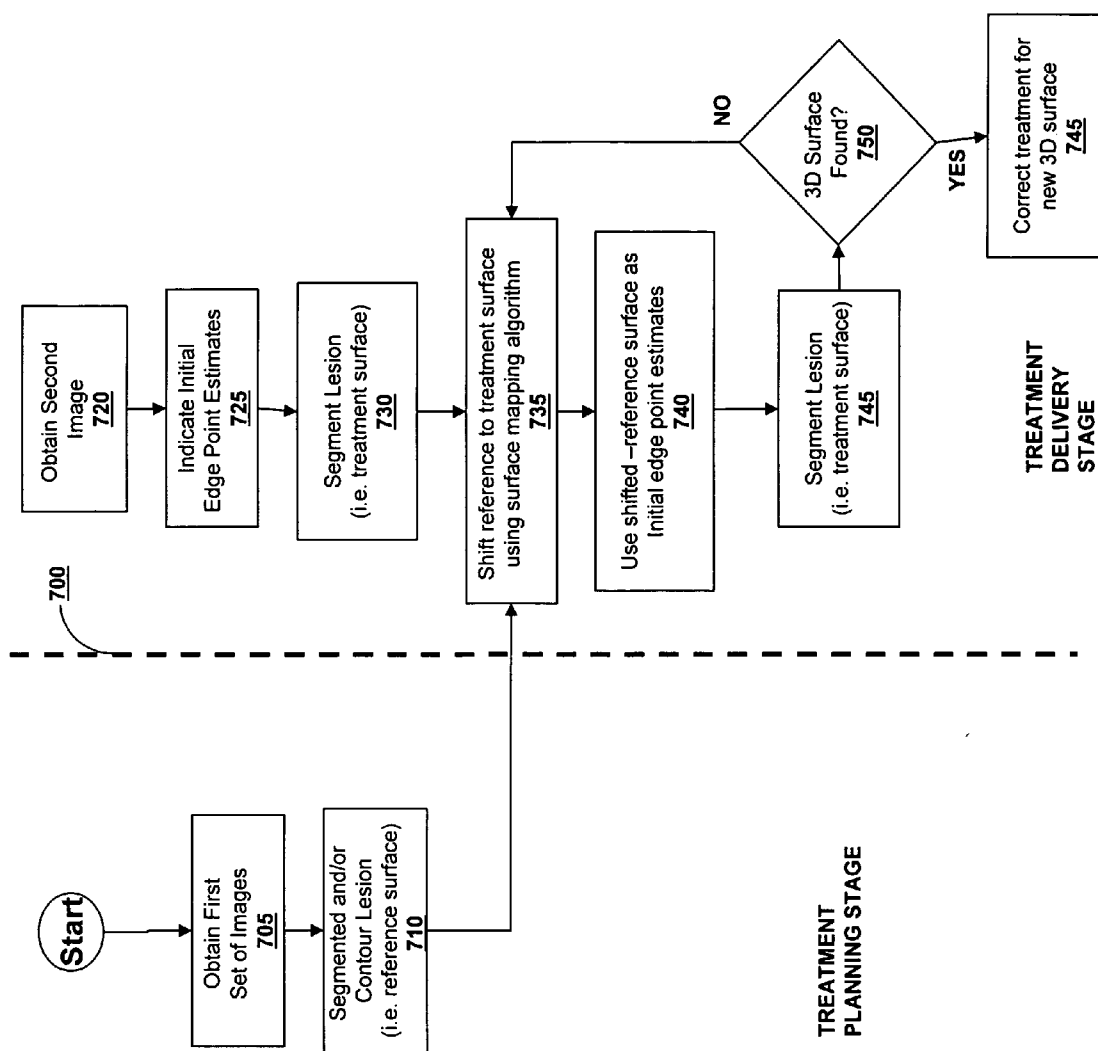 Start
Obtain First
Set of Images
705
Segmented and/or
Contour Lesion
(i.e. reference surface)
710
TREATMENT
PLANNING STAGE
700
Obtain Second
Image
720
Indicate Initial
Edge Point Estimates
725
Segment Lesion
(i.e. treatment surface)
730
Shift reference to treatment surface
using surface mapping algorithm
735
Use shifted –reference surface as
Initial edge point estimates
740
Segment Lesion
(i.e. treatment surface)
745
3D Surface
Found?
750
NO
YES
Correct treatment for
new 3D surface
745
TREATMENT
DELIVERY
STAGE